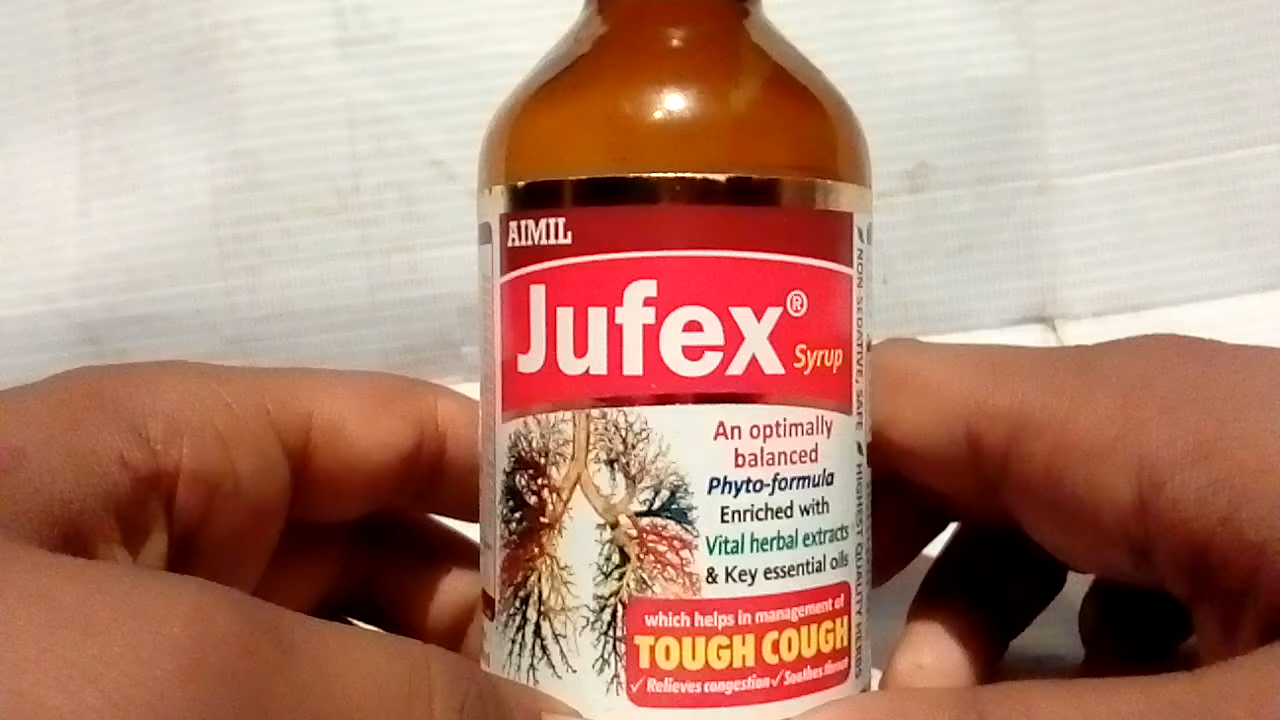 AIMIL
Jufex®
Syrup
An optimally
balanced
Phyto-formula
Enriched with
Vital herbal extracts
& Key essential oils
which helps in management of
TOUGH COUGH
✓ Relieves congestion ✓ Soothes throat
NON SEDATIVE, SAFE
HIGHEST QUALITY HERBS